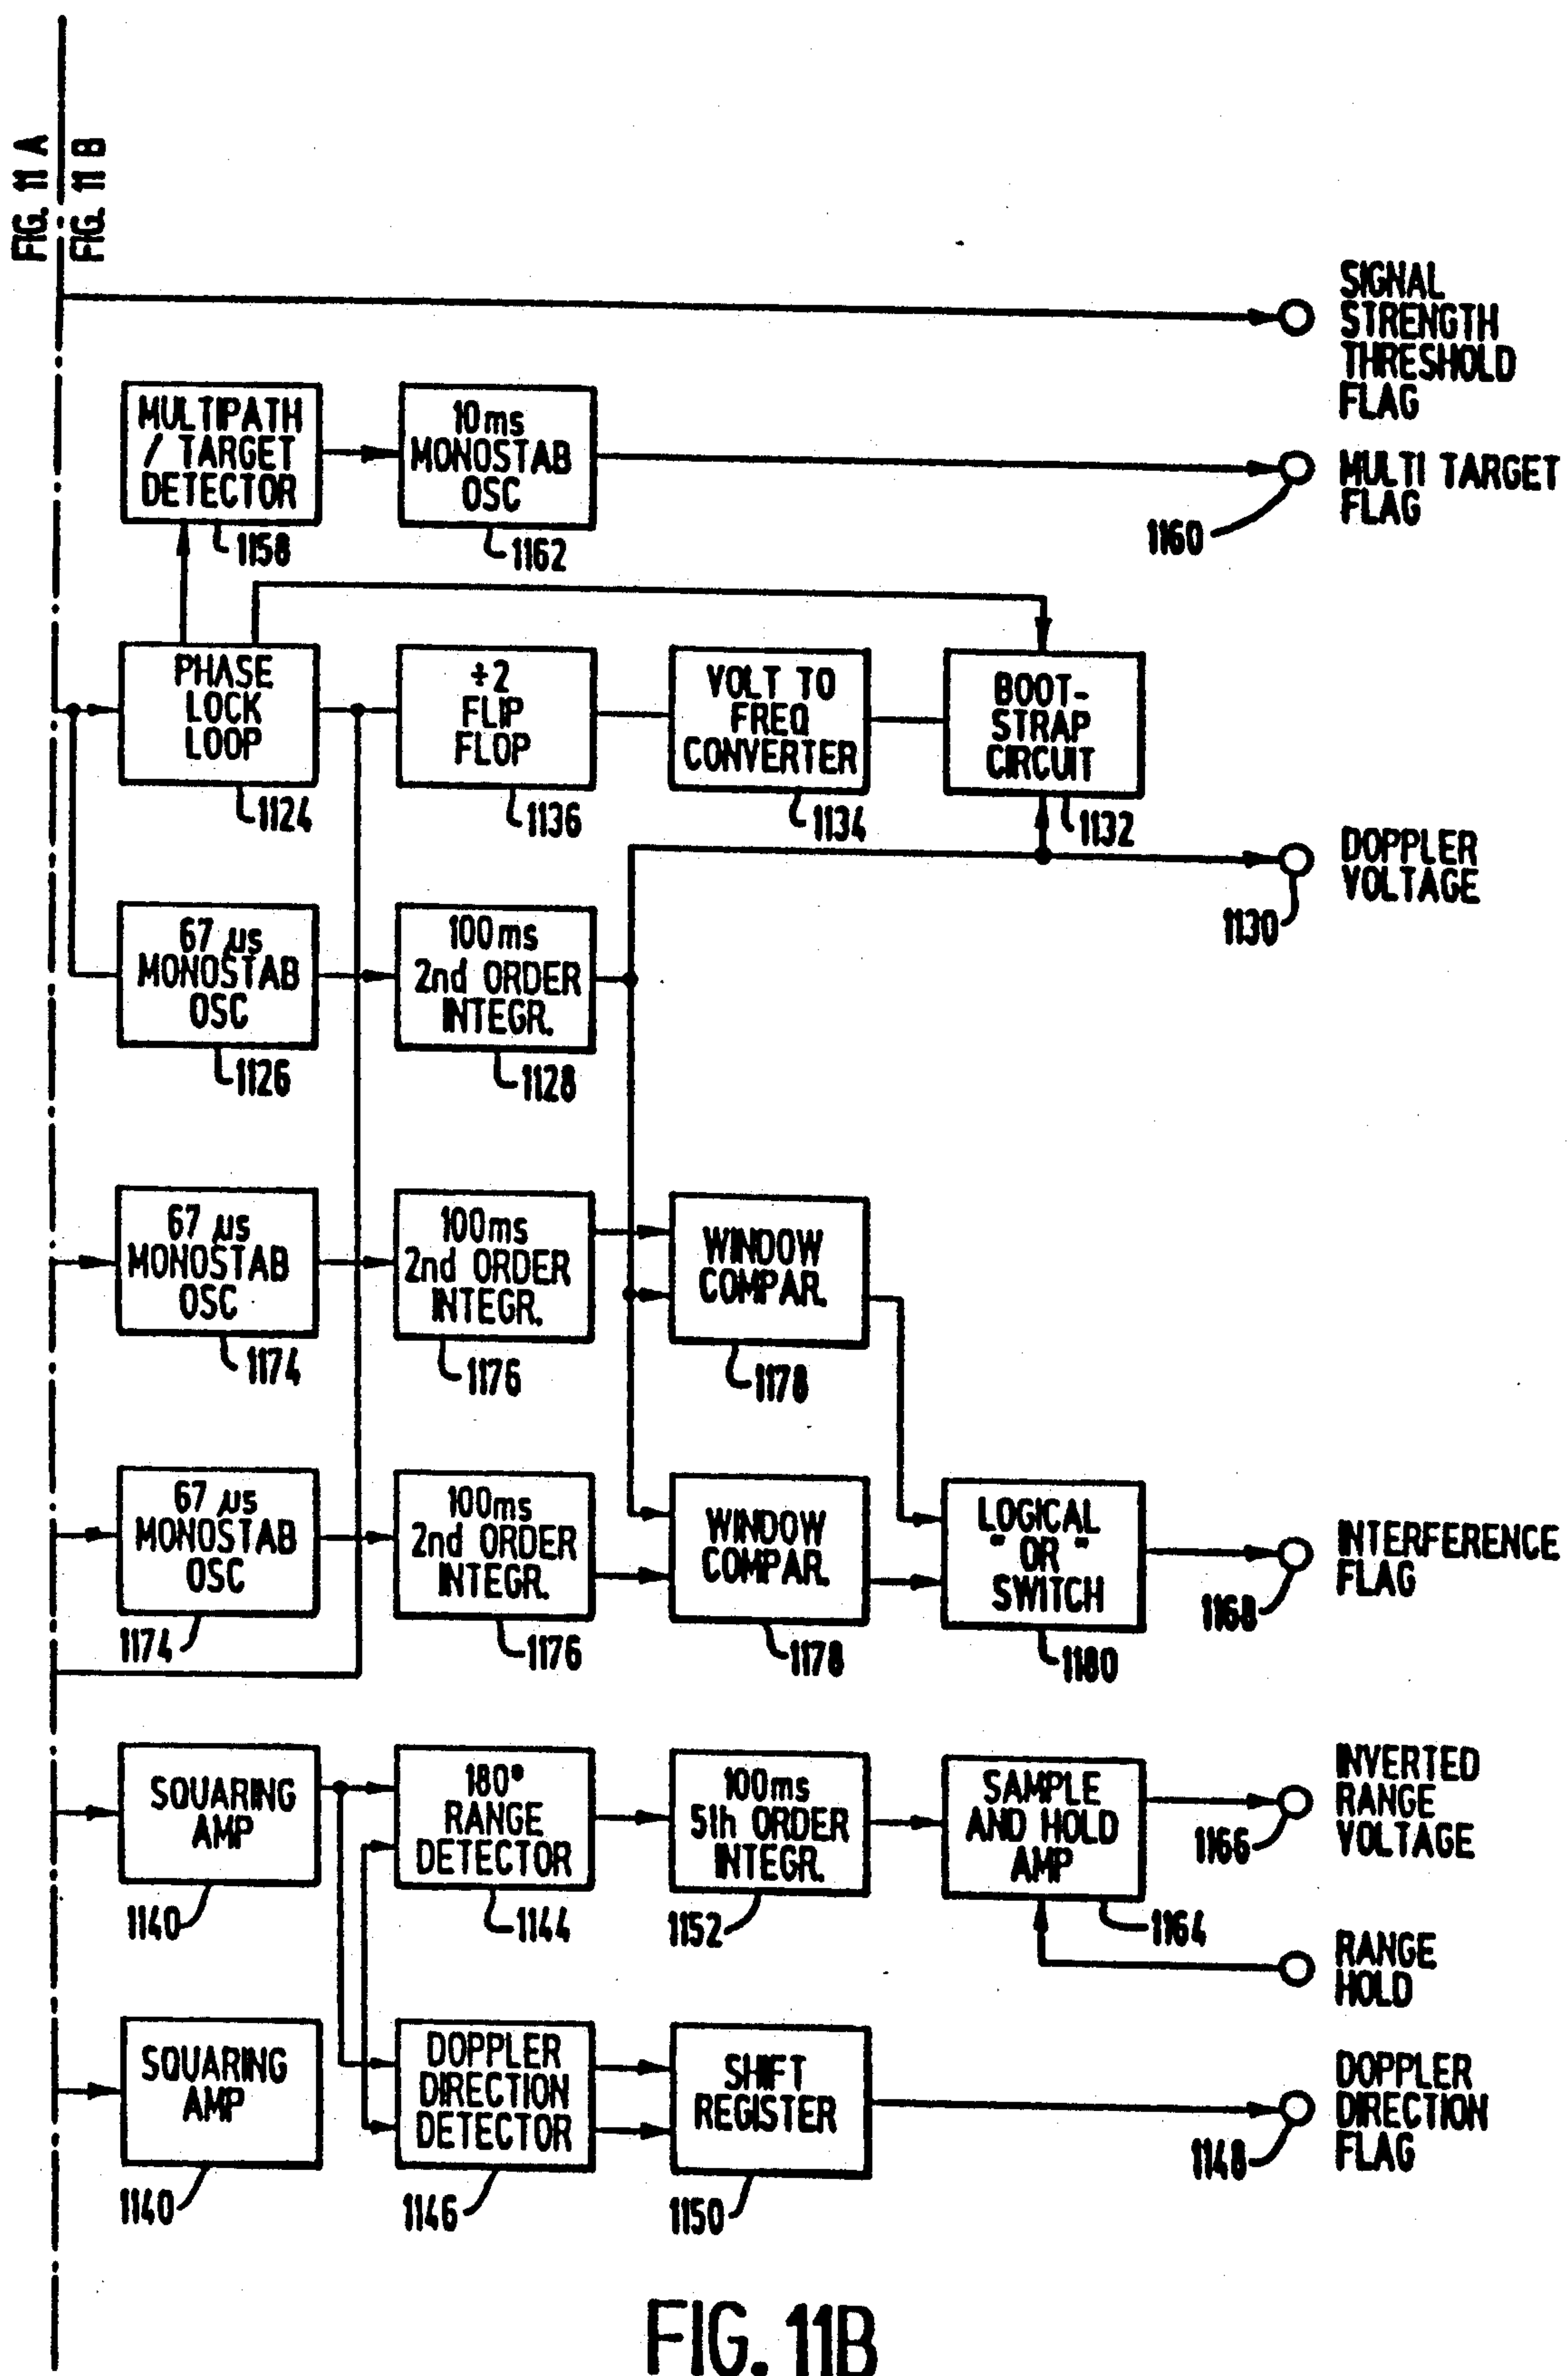 FIG. 11 A
FIG. 11 B
SIGNAL
STRENGTH
THRESHOLD
FLAG
MULTIPATH
/ TARGET
DETECTOR
1158
10ms
MONOSTAB
OSC
1162
MULTI TARGET
FLAG
1160
PHASE
LOCK
LOOP
1124
÷2
FLIP
FLOP
1136
VOLT TO
FREQ
CONVERTER
1134
BOOT-
STRAP
CIRCUIT
1132
DOPPLER
VOLTAGE
1130
67 µs
MONOSTAB
OSC
1126
100ms
2nd ORDER
INTEGR.
1128
67 µs
MONOSTAB
OSC
1174
100ms
2nd ORDER
INTEGR.
1176
WINDOW
COMPAR.
1178
67 µs
MONOSTAB
OSC
1174
100ms
2nd ORDER
INTEGR.
1176
WINDOW
COMPAR.
1178
LOGICAL
"OR"
SWITCH
1180
INTERFERENCE
FLAG
1168
SQUARING
AMP
1140
180°
RANGE
DETECTOR
1144
100ms
5th ORDER
INTEGR.
1152
SAMPLE
AND HOLD
AMP
1164
INVERTED
RANGE
VOLTAGE
1166
RANGE
HOLD
SQUARING
AMP
1140
DOPPLER
DIRECTION
DETECTOR
1146
SHIFT
REGISTER
1150
DOPPLER
DIRECTION
FLAG
1148
FIG. 11B